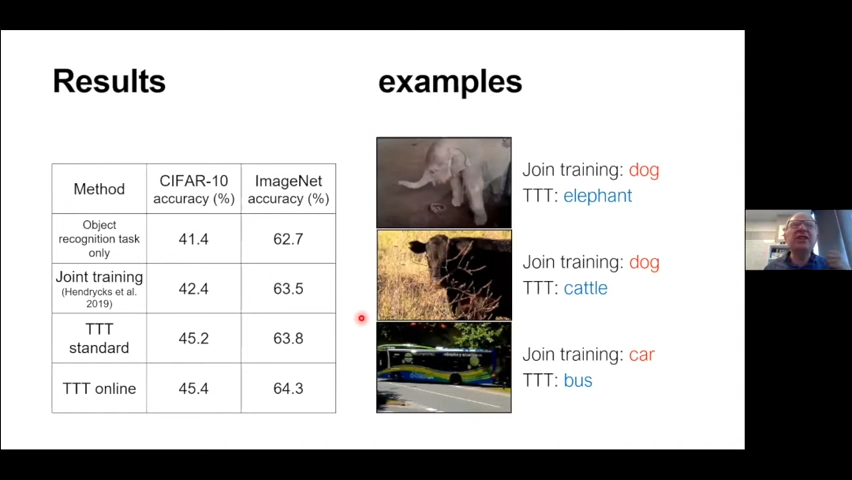 Results
examples
Method
CIFAR-10
accuracy (%)
ImageNet
accuracy (%)
Object
recognition task
only
41.4
62.7
Joint training
(Hendrycks et al.
2019)
42.4
63.5
TTT
standard
45.2
63.8
TTT online
45.4
64.3
Join training: dog
TTT: elephant
Join training: dog
TTT: cattle
Join training: car
TTT: bus